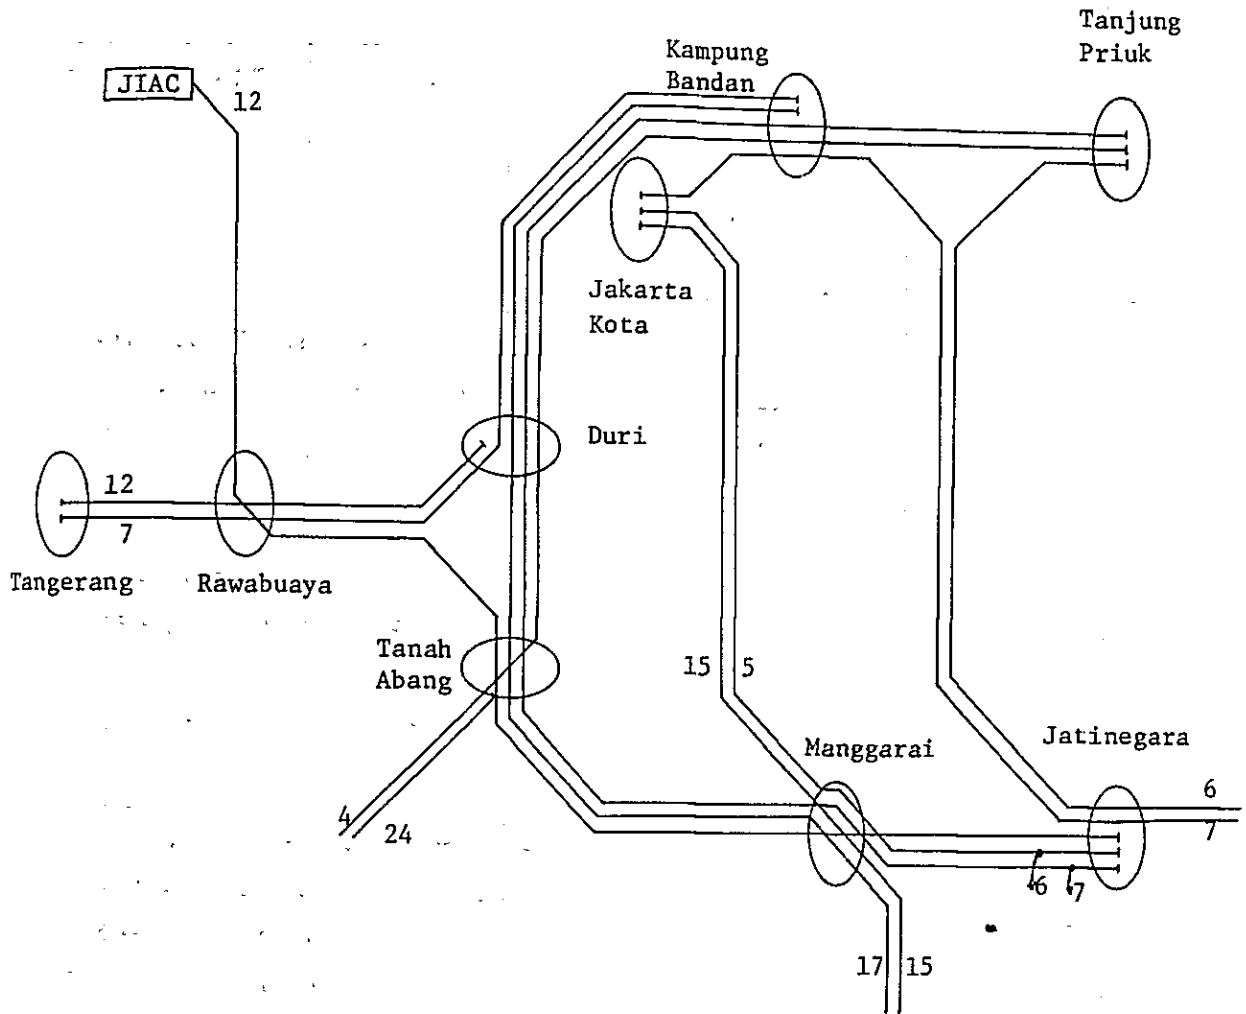 Tanjung
Priuk
Kampung
Bandan
JIAC
12
Jakarta
Kota
Duri
12
7
Tangerang
Rawabuaya
Tanah
Abang
15
5
Manggarai
Jatinegara
6
7
4
24
6
7
17
15